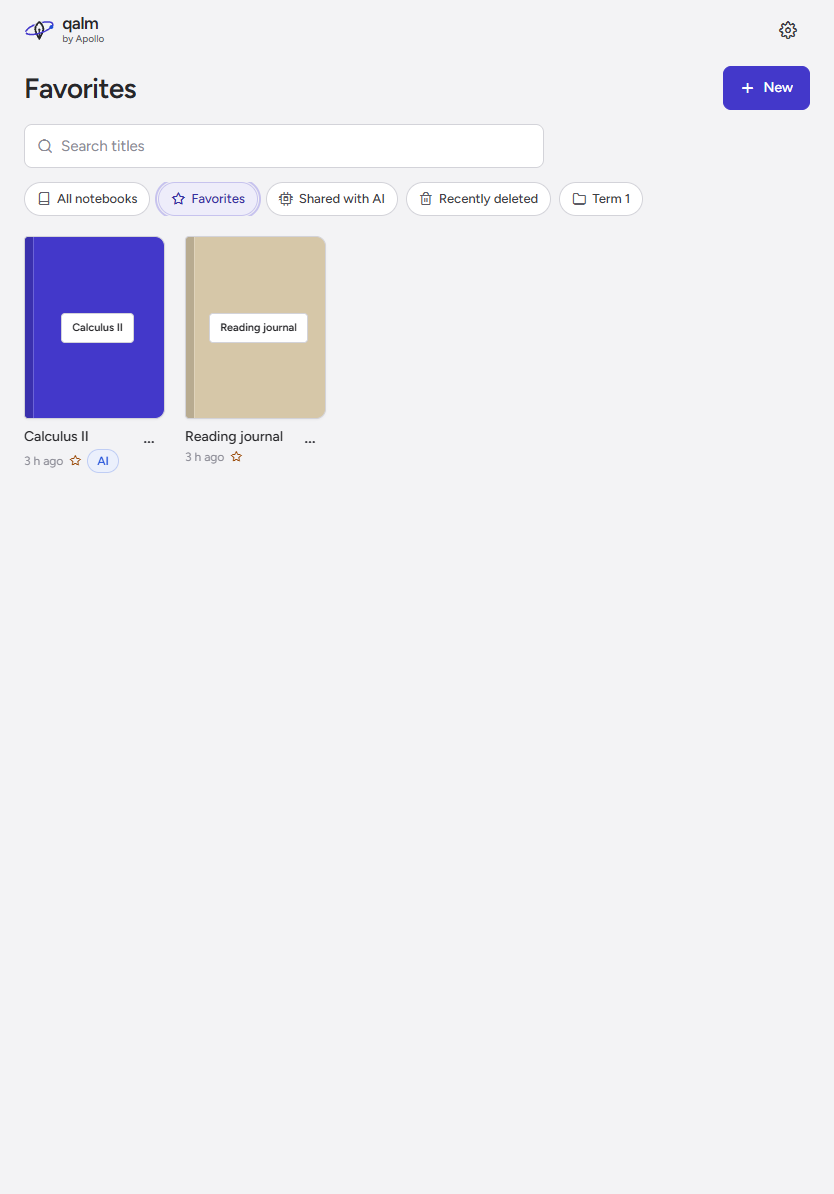 qalm
by Apollo
Favorites
New
Search titles
All notebooks
Favorites
Shared with AI
Recently deleted
Term 1
Calculus II
Reading journal
Calculus II
...
Reading journal
...
3 h ago
AI
3 h ago